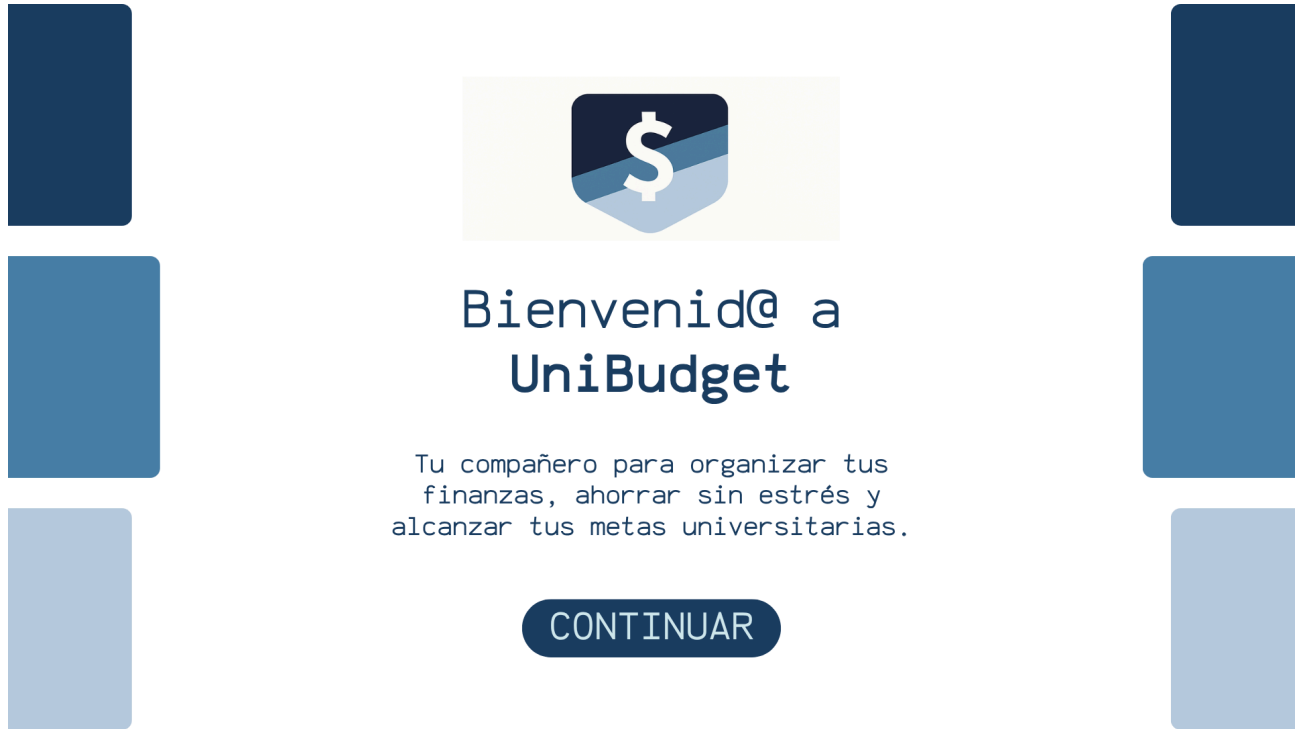 $
Bienvenid@ a
UniBudget
Tu compañero para organizar tus
finanzas, ahorrar sin estrés y
alcanzar tus metas universitarias.
CONTINUAR